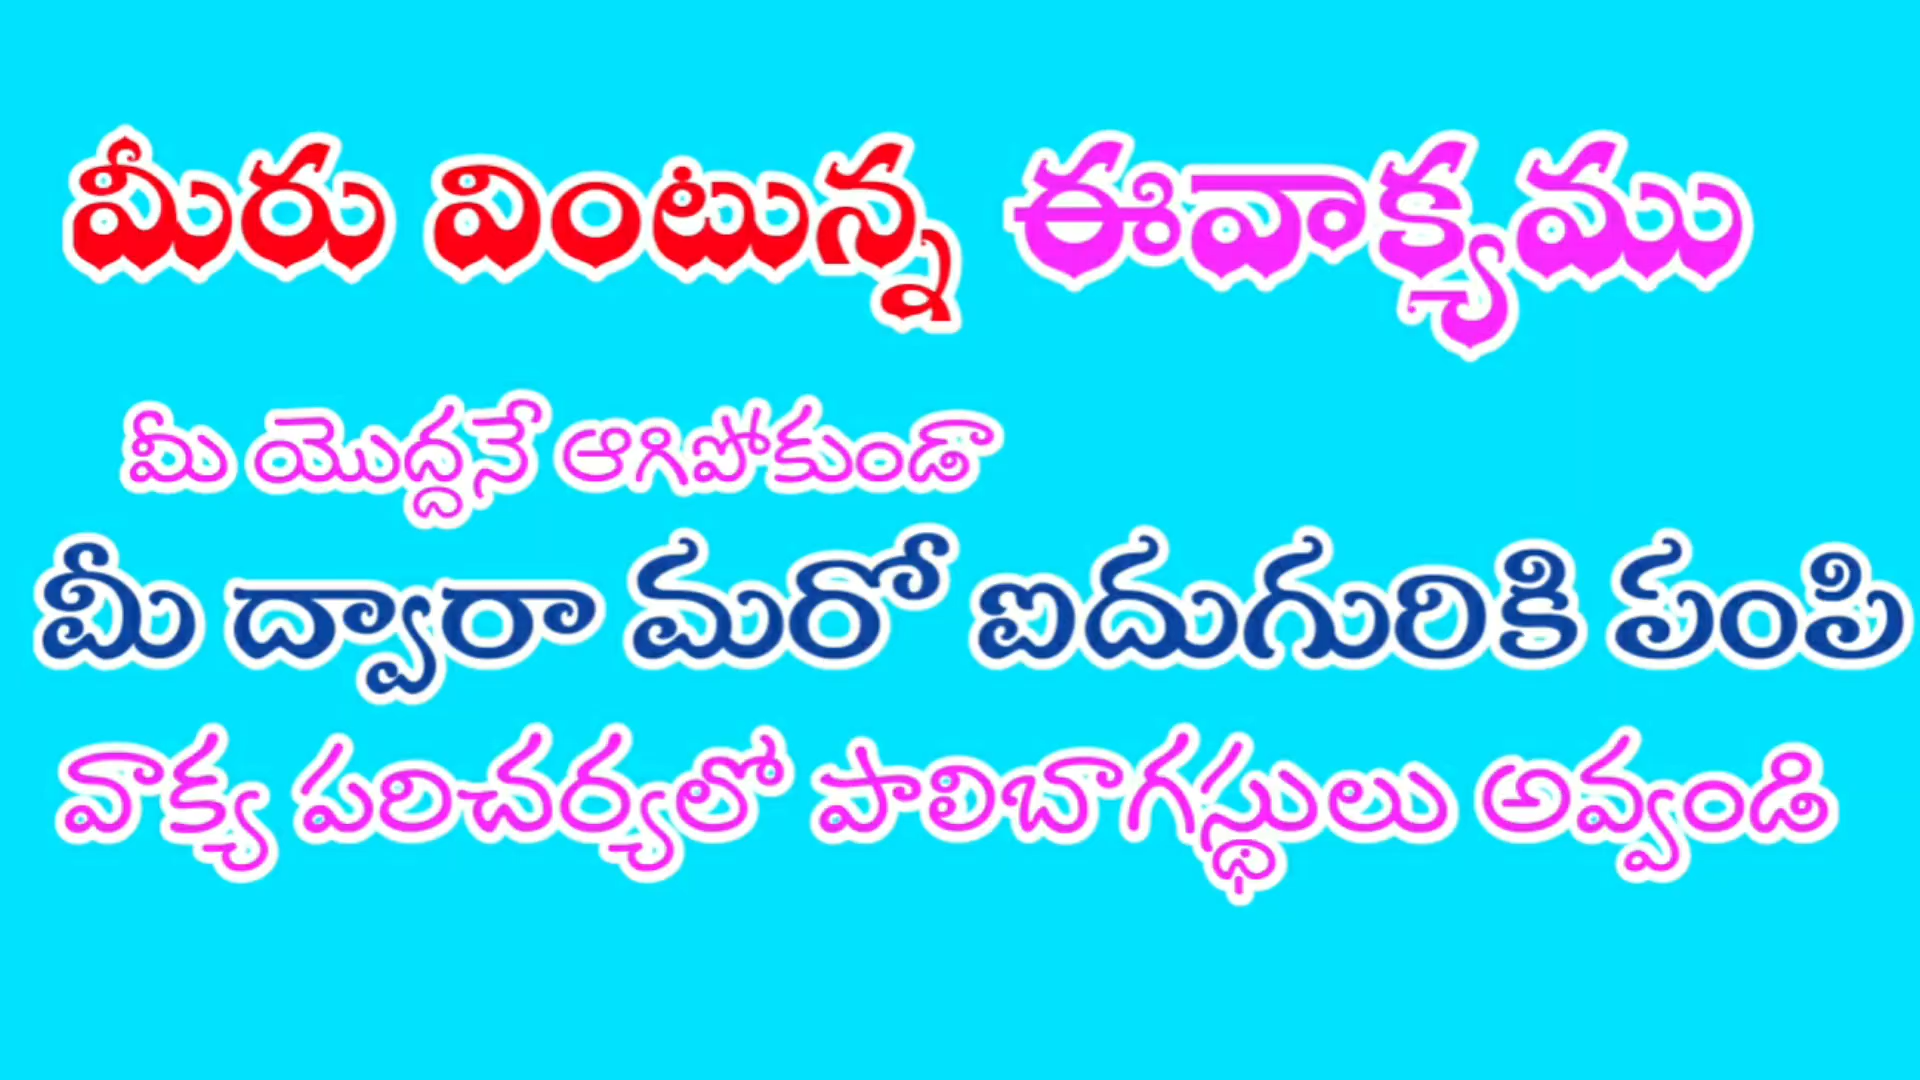 మీరు వింటున్న ఈవాక్యము
మీ యొద్దనే ఆగిపోకుండా
మీ ద్వారా మరో ఐదుగురికి పంపి
వాక్య పరిచర్యలో పాలిబాగస్థులు అవ్వండి